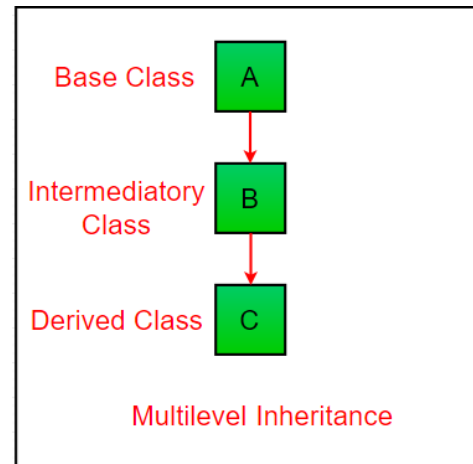 Base Class A
Intermediatory
Class B
Derived Class C
Multilevel Inheritance